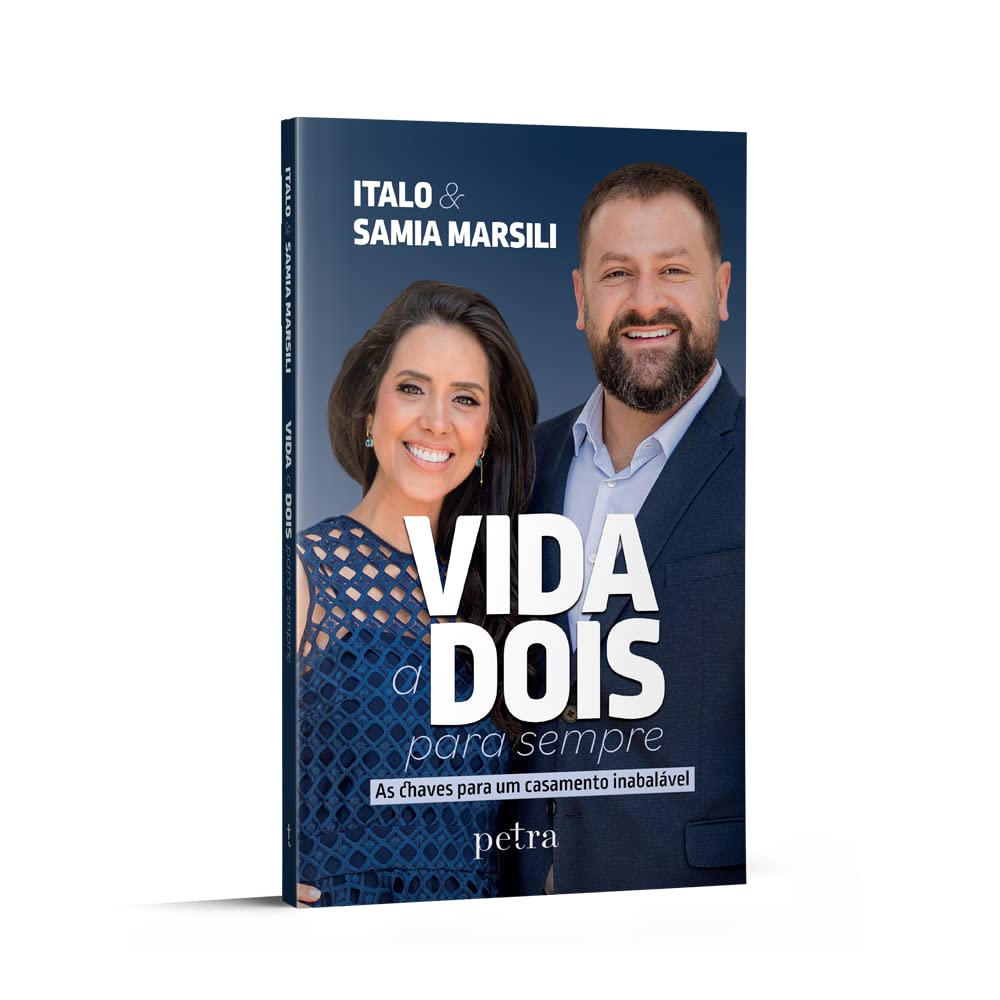 ITALO & SAMIA MARSILI VIDA a DOIS para sempre
ITALO &
SAMIA MARSILI
VIDA
a DOIS
para sempre
As chaves para um casamento inabalável
petra